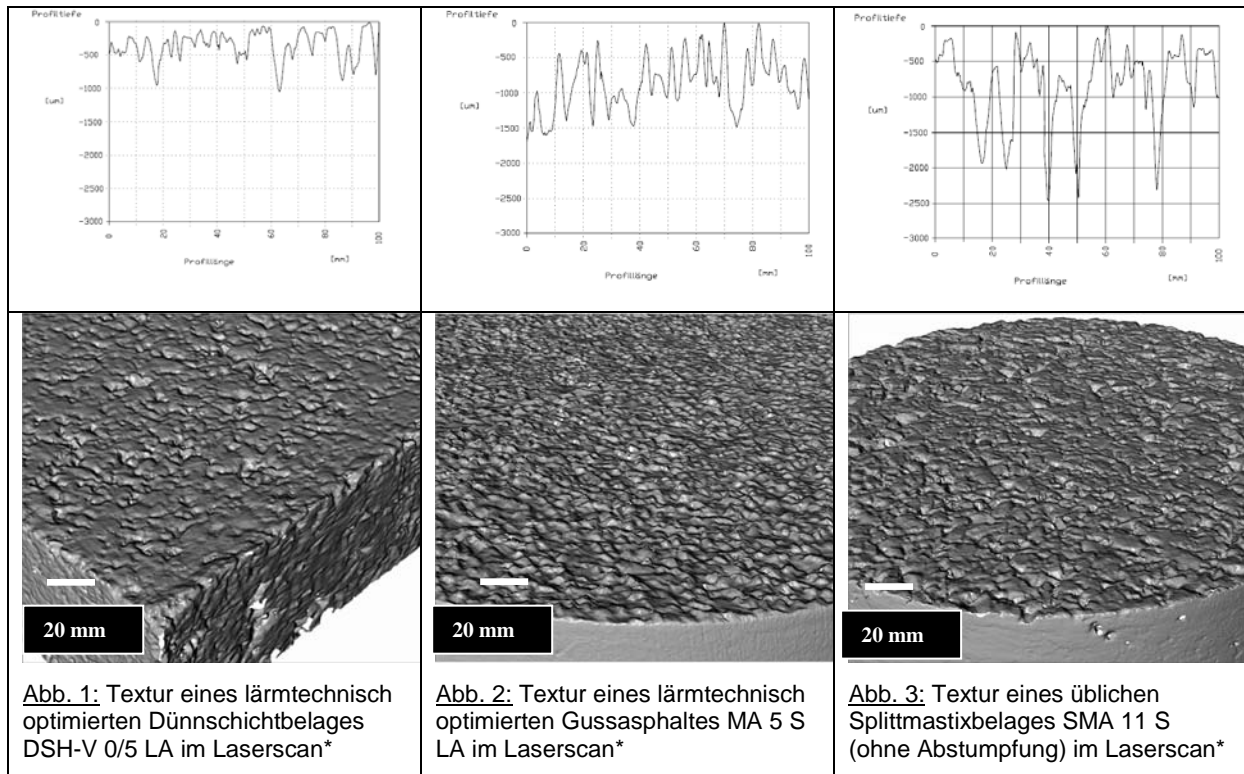 Profiltiefe
0
-500
-1000
[um]
-1500
-2000
-2500
-3000
0
20
40
60
80
100
Profillänge [mm]
Profiltiefe
0
-500
-1000
[um]
-1500
-2000
-2500
-3000
0
20
40
60
80
100
Profillänge [mm]
Profiltiefe
0
-500
-1000
[um]
-1500
-2000
-2500
-3000
0
20
40
60
80
100
Profillänge [mm]
20 mm
20 mm
20 mm
Abb. 1: Textur eines lärmtechnisch
optimierten Dünnschichtbelages
DSH-V 0/5 LA im Laserscan*
Abb. 2: Textur eines lärmtechnisch
optimierten Gussasphaltes MA 5 S
LA im Laserscan*
Abb. 3: Textur eines üblichen
Splittmastixbelages SMA 11 S
(ohne Abstumpfung) im Laserscan*